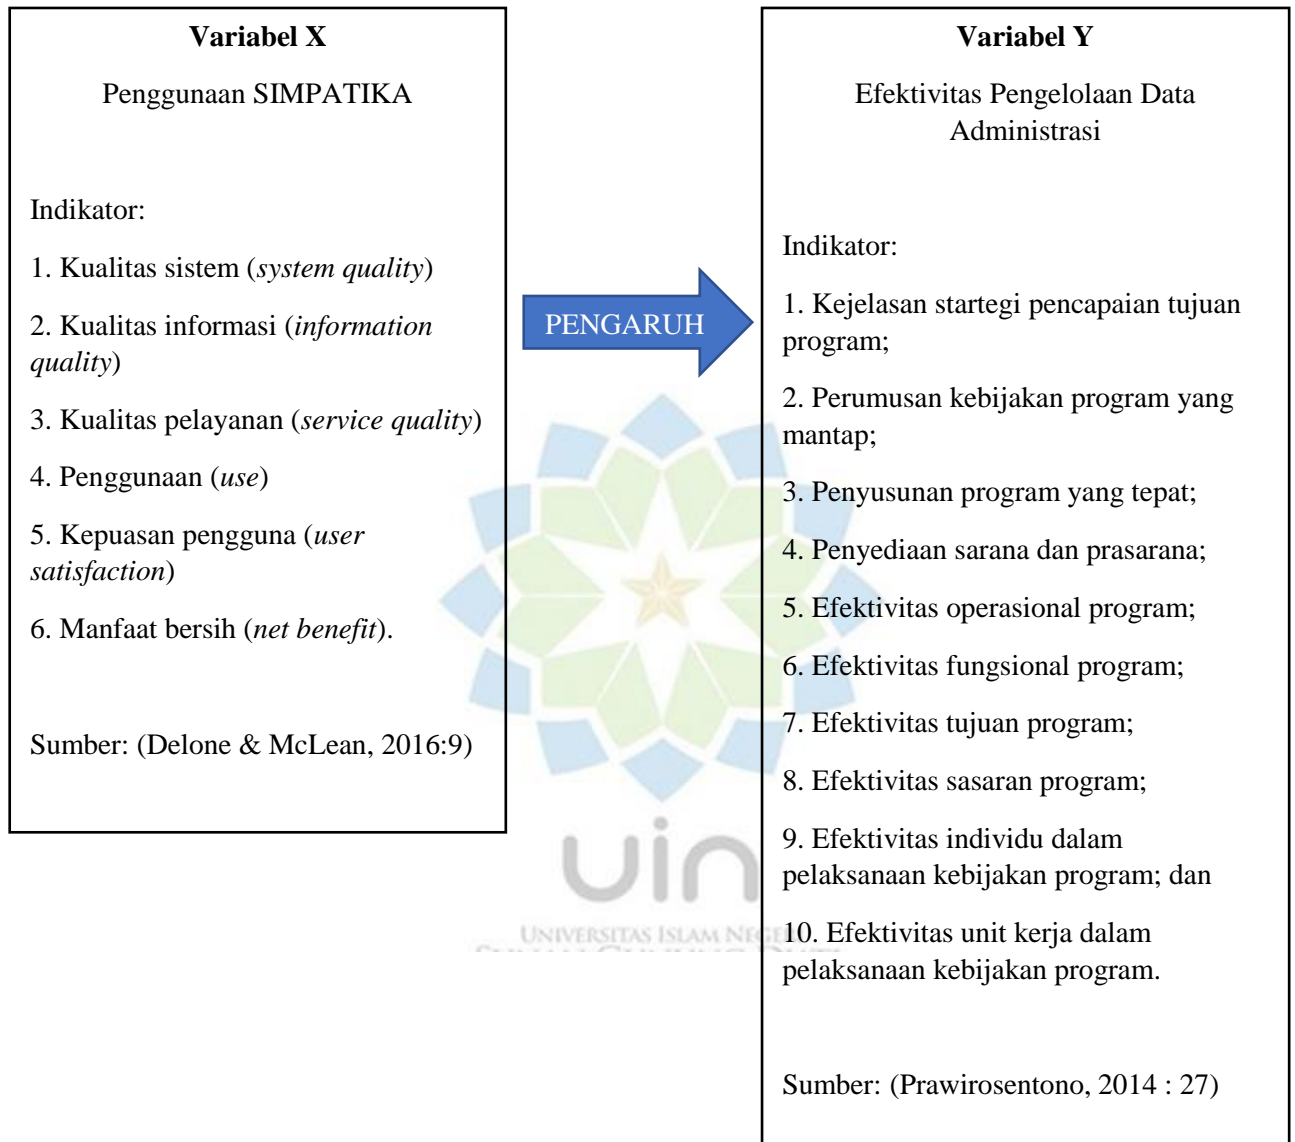 Variabel X
Penggunaan SIMPATIKA
Indikator:
1. Kualitas sistem (system quality)
2. Kualitas informasi (information
quality)
3. Kualitas pelayanan (service quality)
4. Penggunaan (use)
5. Kepuasan pengguna (user
satisfaction)
6. Manfaat bersih (net benefit).
Sumber: (Delone & McLean, 2016:9)
PENGARUH
Variabel Y
Efektivitas Pengelolaan Data
Administrasi
Indikator:
1. Kejelasan startegi pencapaian tujuan
program;
2. Perumusan kebijakan program yang
mantap;
3. Penyusunan program yang tepat;
4. Penyediaan sarana dan prasarana;
5. Efektivitas operasional program;
6. Efektivitas fungsional program;
7. Efektivitas tujuan program;
8. Efektivitas sasaran program;
9. Efektivitas individu dalam
pelaksanaan kebijakan program; dan
10. Efektivitas unit kerja dalam
pelaksanaan kebijakan program.
Sumber: (Prawirosentono, 2014 : 27)
uin
UNIVERSITAS ISLAM